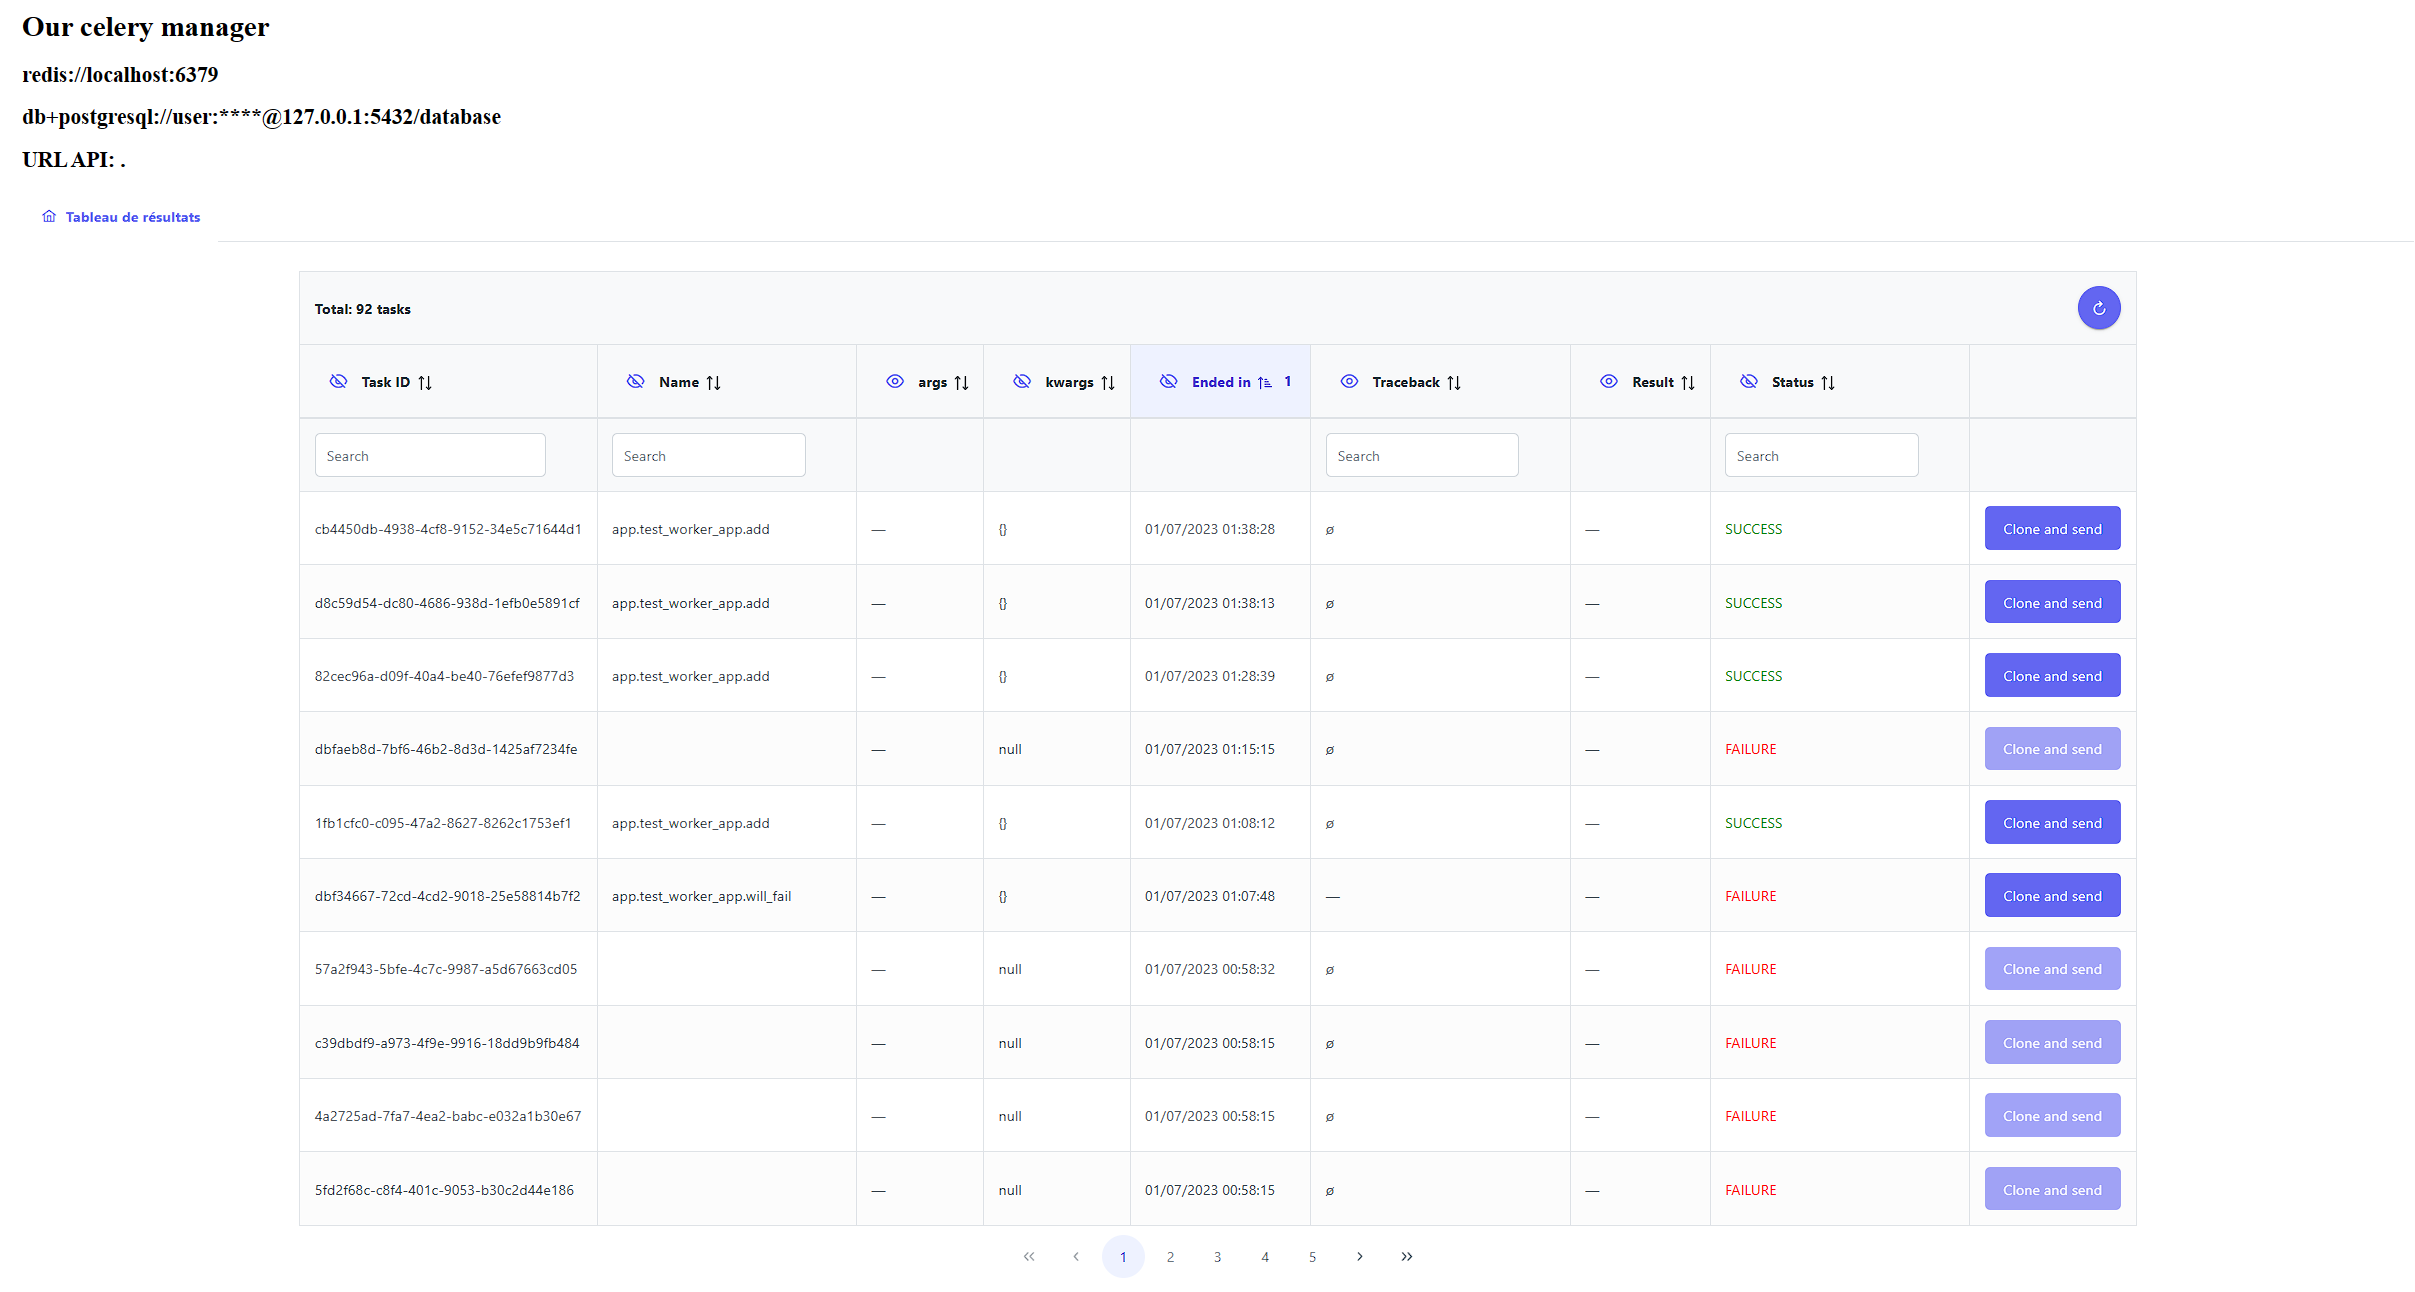 Our celery manager
redis://localhost:6379
db+postgresql://user:****@127.0.0.1:5432/database
URL API: .
Tableau de résultats
Total: 92 tasks
Task ID Name args kwargs Ended in 1 Traceback Result Status
Search Search Search Search
cb4450db-4938-4cf8-9152-34e5c71644d1 app.test_worker_app.add — {} 01/07/2023 01:38:28 ø — SUCCESS Clone and send
d8c59d54-dc80-4686-938d-1efb0e5891cf app.test_worker_app.add — {} 01/07/2023 01:38:13 ø — SUCCESS Clone and send
82cec96a-d09f-40a4-be40-76efef9877d3 app.test_worker_app.add — {} 01/07/2023 01:28:39 ø — SUCCESS Clone and send
dbfaeb8d-7bf6-46b2-8d3d-1425af7234fe — null 01/07/2023 01:15:15 ø — FAILURE Clone and send
1fb1cfc0-c095-47a2-8627-8262c1753ef1 app.test_worker_app.add — {} 01/07/2023 01:08:12 ø — SUCCESS Clone and send
dbf34667-72cd-4cd2-9018-25e58814b7f2 app.test_worker_app.will_fail — {} 01/07/2023 01:07:48 — — FAILURE Clone and send
57a2f943-5bfe-4c7c-9987-a5d67663cd05 — null 01/07/2023 00:58:32 ø — FAILURE Clone and send
c39dbdf9-a973-4f9e-9916-18dd9b9fb484 — null 01/07/2023 00:58:15 ø — FAILURE Clone and send
4a2725ad-7fa7-4ea2-babc-e032a1b30e67 — null 01/07/2023 00:58:15 ø — FAILURE Clone and send
5fd2f68c-c8f4-401c-9053-b30c2d44e186 — null 01/07/2023 00:58:15 ø — FAILURE Clone and send
« ‹ 1 2 3 4 5 › »